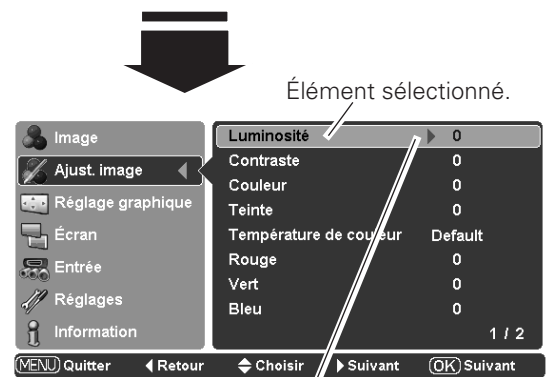 Élément sélectionné.
Image
Ajust. image
Réglage graphique
Écran
Entrée
Réglages
Information
Luminosité 0
Contraste 0
Couleur 0
Teinte 0
Température de couleur Default
Rouge 0
Vert 0
Bleu 0
1 / 2
MENU Quitter Retour Choisir Suivant OK Suivant